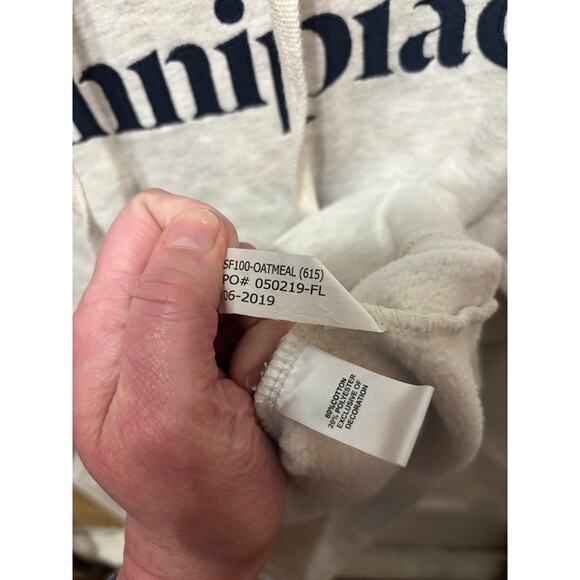 nnipiac
SF100-OATMEAL (615)
PO# 050219-FL
06-2019
80%COTTON
20% POLYESTER
EXCLUSIVE OF
DECORATION